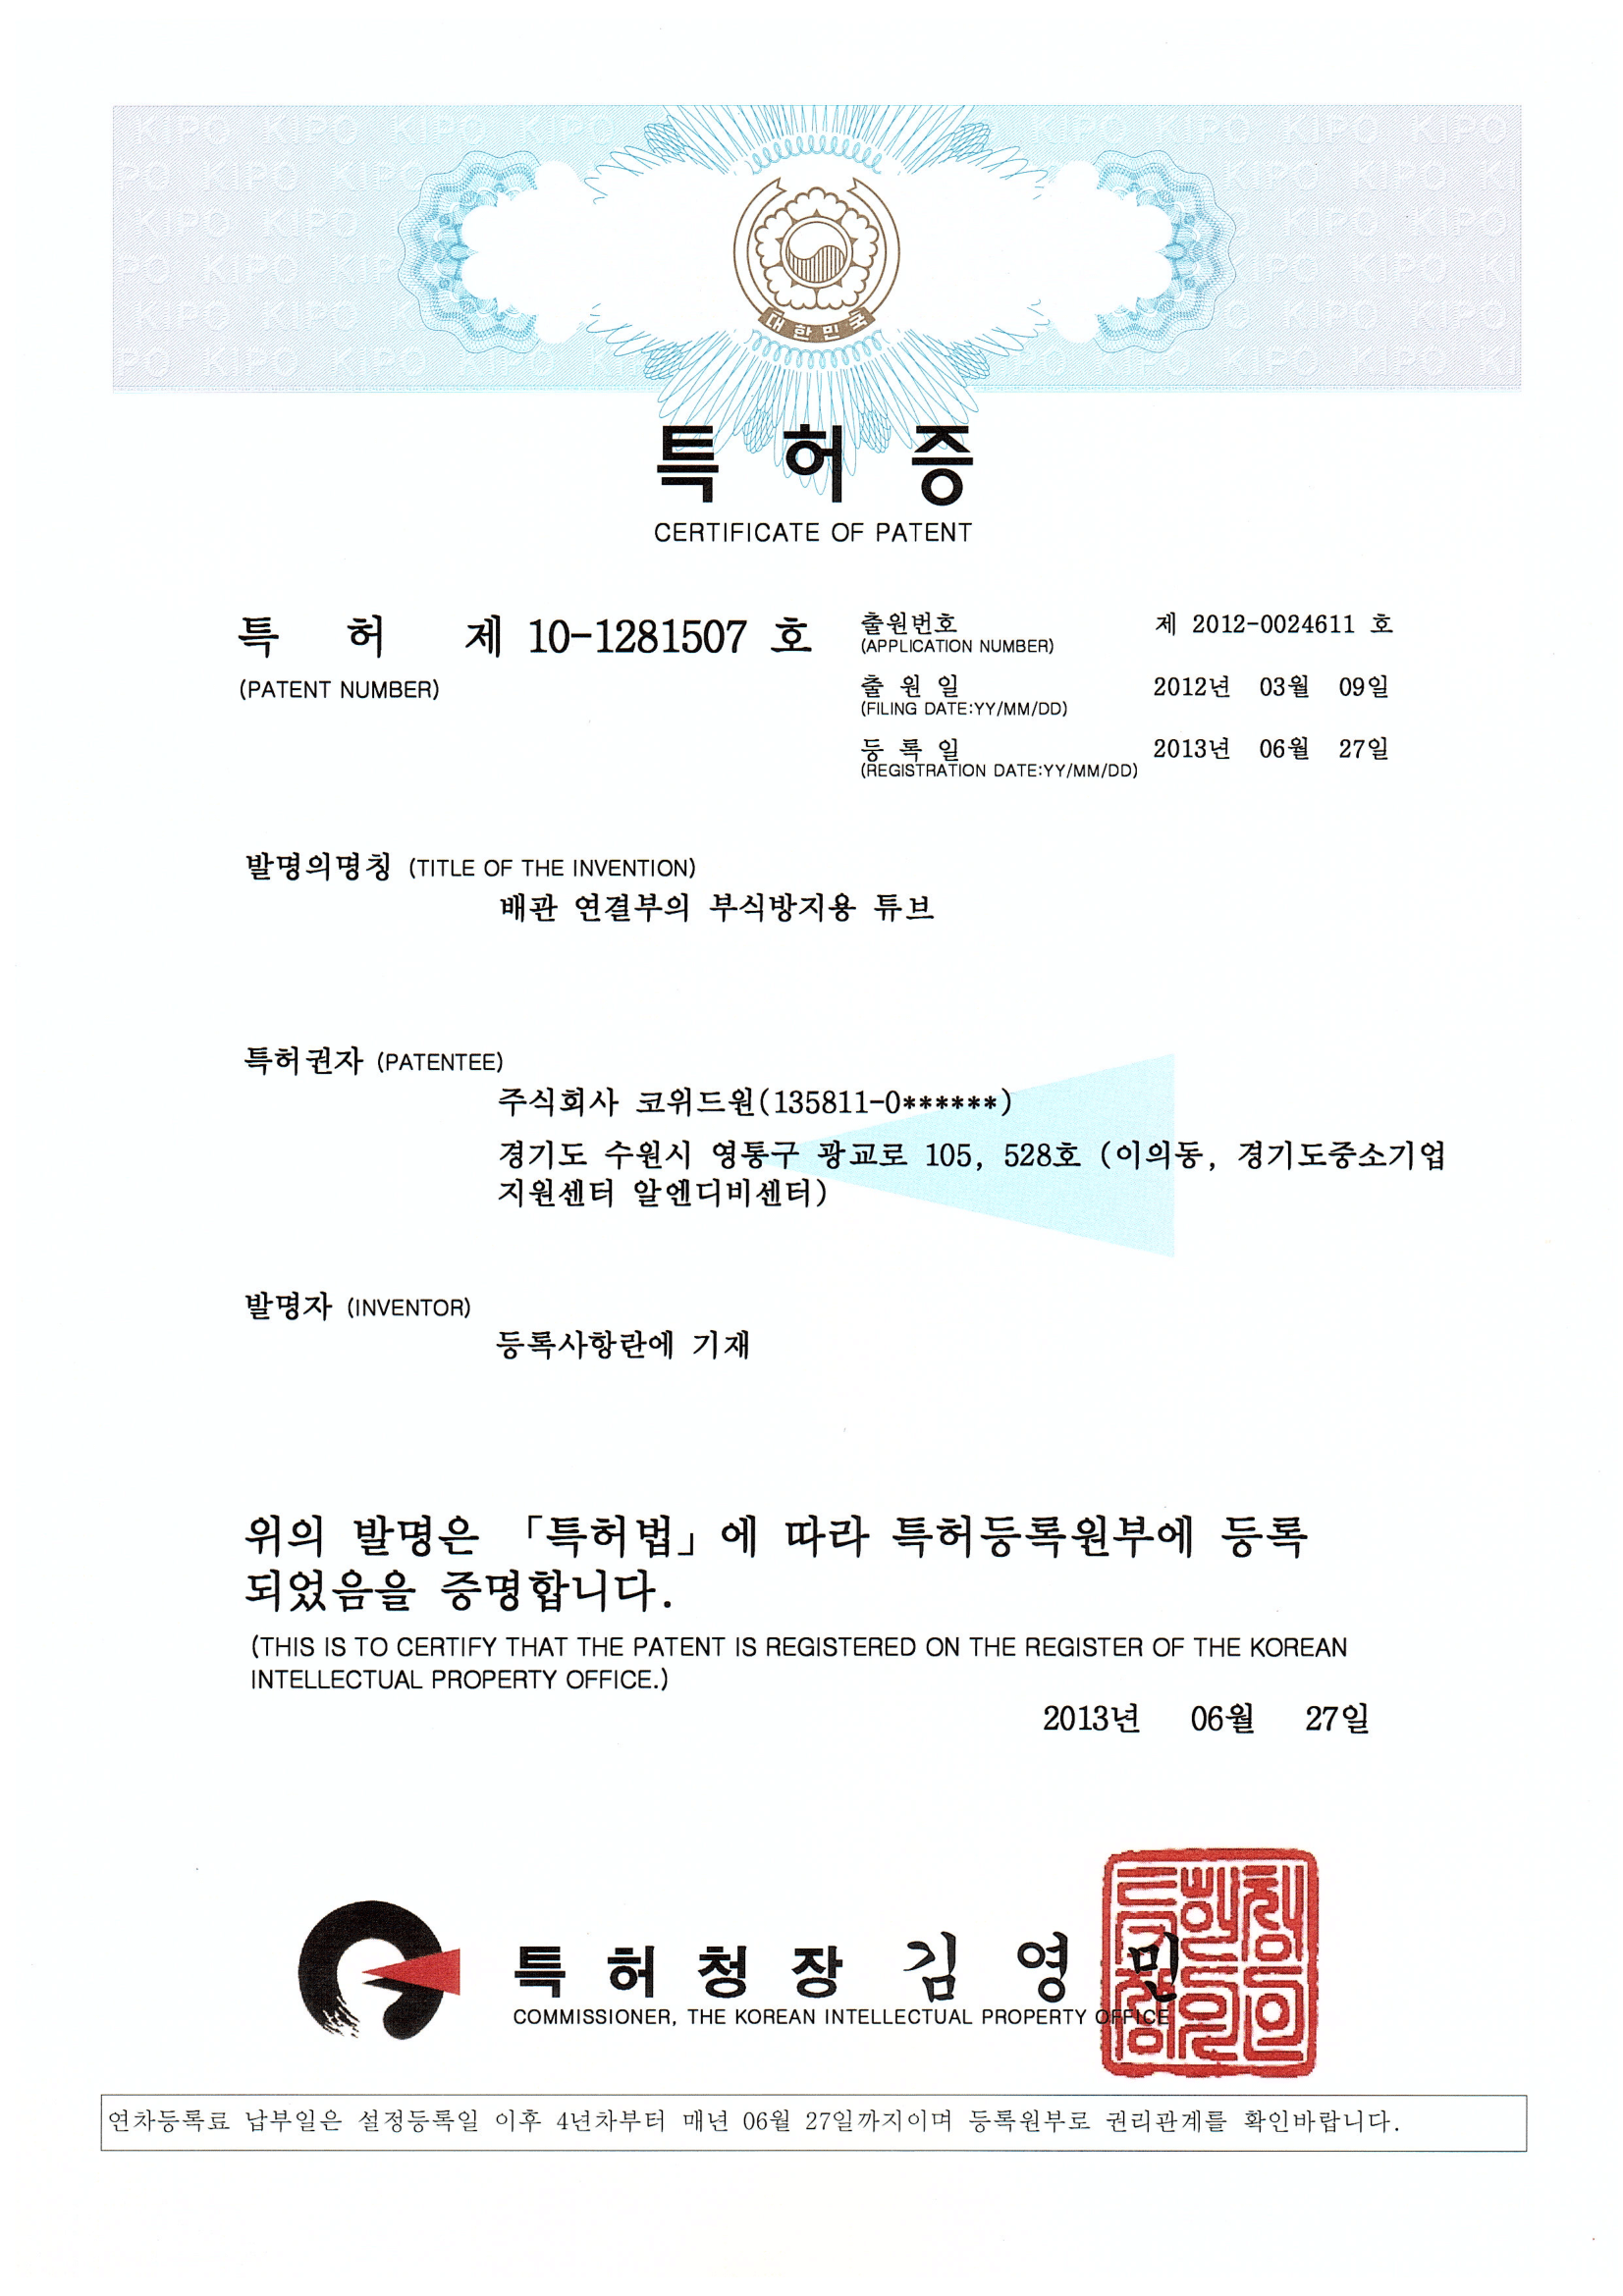 대한민국
특허증
CERTIFICATE OF PATENT
특 허 제 10-1281507 호
(PATENT NUMBER)
출원번호 제 2012-0024611 호
(APPLICATION NUMBER)
출 원 일 2012년 03월 09일
(FILING DATE:YY/MM/DD)
등 록 일 2013년 06월 27일
(REGISTRATION DATE:YY/MM/DD)
발명의명칭 (TITLE OF THE INVENTION)
배관 연결부의 부식방지용 튜브
특허권자 (PATENTEE)
주식회사 코위드원(135811-0******)
경기도 수원시 영통구 광교로 105, 528호 (이의동, 경기도중소기업
지원센터 알엔디비센터)
발명자 (INVENTOR)
등록사항란에 기재
위의 발명은 「특허법」에 따라 특허등록원부에 등록
되었음을 증명합니다.
(THIS IS TO CERTIFY THAT THE PATENT IS REGISTERED ON THE REGISTER OF THE KOREAN
INTELLECTUAL PROPERTY OFFICE.)
2013년 06월 27일
특허청장 김영민
COMMISSIONER, THE KOREAN INTELLECTUAL PROPERTY OFFICE
연차등록료 납부일은 설정등록일 이후 4년차부터 매년 06월 27일까지이며 등록원부로 권리관계를 확인바랍니다.